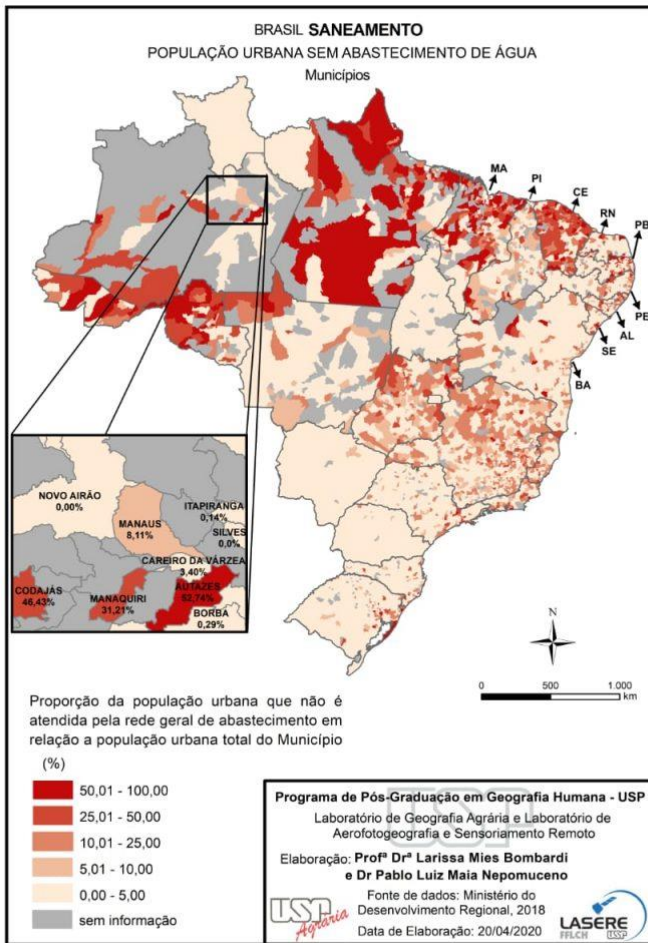 BRASIL SANEAMENTO
POPULAÇÃO URBANA SEM ABASTECIMENTO DE ÁGUA
Municípios
MA
PI
CE
RN
PB
PE
AL
SE
BA
NOVO AIRÃO
0,00%
MANAUS
8,11%
ITAPIRANGA
0,14%
SILVES
0,0%
CAREIRO DA VÁRZEA
3,40%
CODAJÁS
46,43%
MANAQUIRI
31,21%
AUTAZES
52,74%
BORBA
0,29%
N
0 500 1.000
km
Proporção da população urbana que não é
atendida pela rede geral de abastecimento em
relação a população urbana total do Município
(%)
50,01 - 100,00
25,01 - 50,00
10,01 - 25,00
5,01 - 10,00
0,00 - 5,00
sem informação
USP
Programa de Pós-Graduação em Geografia Humana - USP
Laboratório de Geografia Agrária e Laboratório de
Aerofotogeografia e Sensoriamento Remoto
Elaboração: Profª Drª Larissa Mies Bombardi
e Dr Pablo Luiz Maia Nepomuceno
Fonte de dados: Ministério do
Desenvolvimento Regional, 2018
Data de Elaboração: 20/04/2020
USP
Agrária
LASERE
FFLCH USP